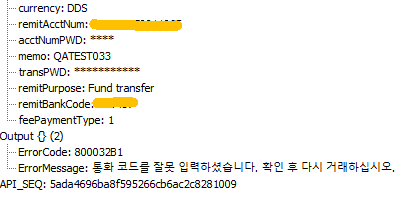 currency: DDS
remitAcctNum:
acctNumPWD: ****
memo: QATEST033
transPWD: ***********
remitPurpose: Fund transfer
remitBankCode:
feePaymentType: 1
Output {} (2)
ErrorCode: 800032B1
ErrorMessage: 통화 코드를 잘못 입력하셨습니다. 확인 후 다시 거래하십시오.
API_SEQ: 5ada4696ba8f595266cb6ac2c8281009